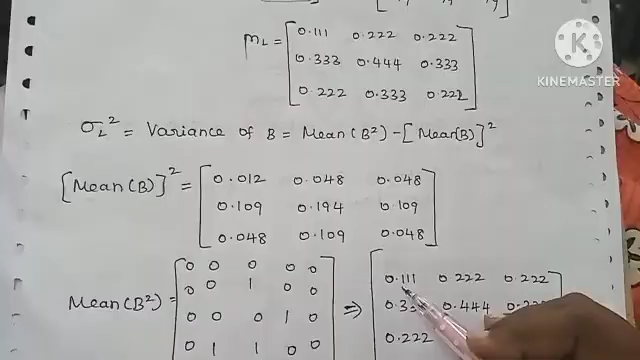 m_L = [ 0.111 0.222 0.222
0.333 0.444 0.333
0.222 0.333 0.222 ]
KINEMASTER
σ_L² = Variance of B = Mean(B²) - [Mean(B)]²
[Mean(B)]² = [ 0.012 0.048 0.048
0.109 0.194 0.109
0.048 0.109 0.048 ]
Mean(B²) = [ 0 0 0 0 0
0 0 1 0 0
0 0 0 1 0
0 1 1 0 0 ⇒ [ 0.111 0.222 0.222
0.444
0.222